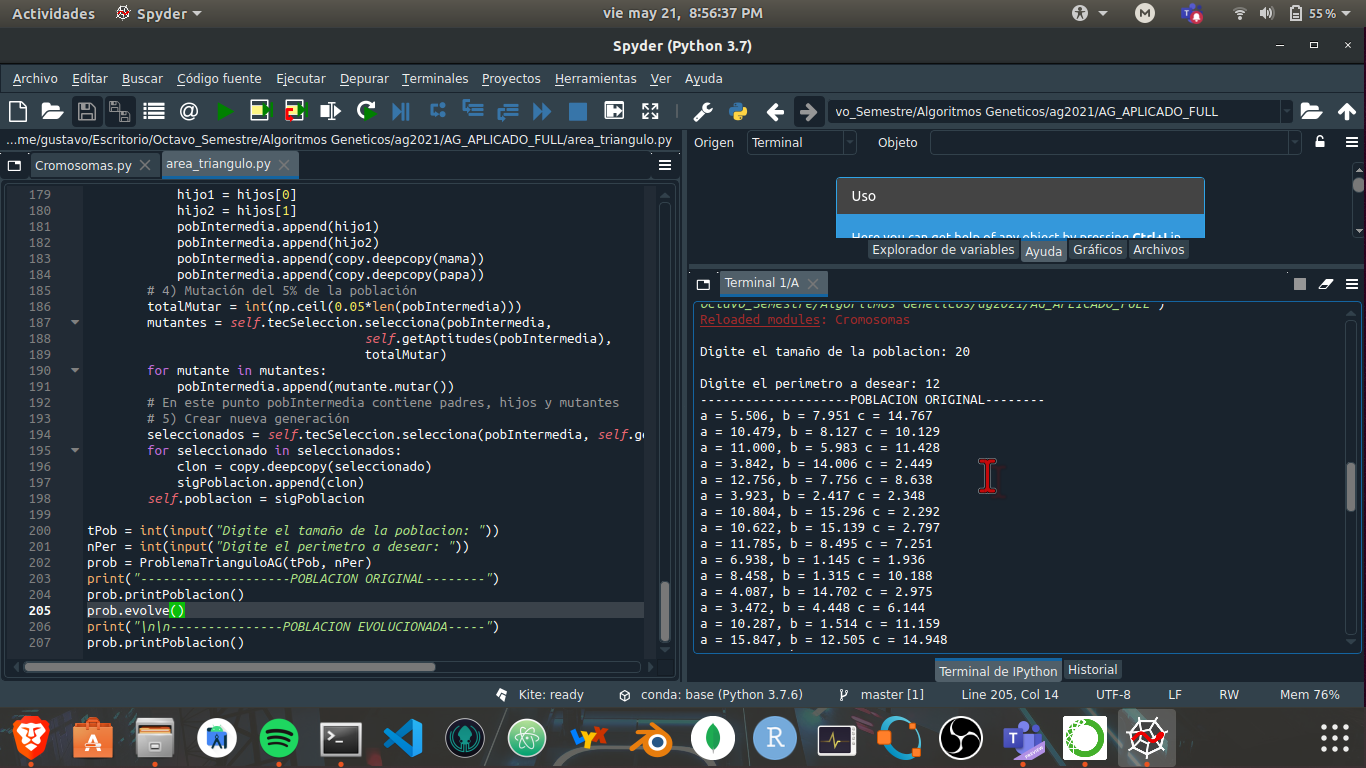 Actividades Spyder vie may 21, 8:56:37 PM M 55 %
Spyder (Python 3.7)
Archivo Editar Buscar Código fuente Ejecutar Depurar Terminales Proyectos Herramientas Ver Ayuda
vo_Semestre/Algoritmos Geneticos/ag2021/AG_APLICADO_FULL
...me/gustavo/Escritorio/Octavo_Semestre/Algoritmos Geneticos/ag2021/AG_APLICADO_FULL/area_triangulo.py
Cromosomas.py area_triangulo.py
179 hijo1 = hijos[0]
180 hijo2 = hijos[1]
181 pobIntermedia.append(hijo1)
182 pobIntermedia.append(hijo2)
183 pobIntermedia.append(copy.deepcopy(mama))
184 pobIntermedia.append(copy.deepcopy(papa))
185 # 4) Mutación del 5% de la población
186 totalMutar = int(np.ceil(0.05*len(pobIntermedia)))
187 mutantes = self.tecSeleccion.selecciona(pobIntermedia,
188 self.getAptitudes(pobIntermedia),
189 totalMutar)
190 for mutante in mutantes:
191 pobIntermedia.append(mutante.mutar())
192 # En este punto pobIntermedia contiene padres, hijos y mutantes
193 # 5) Crear nueva generación
194 seleccionados = self.tecSeleccion.selecciona(pobIntermedia, self.ge
195 for seleccionado in seleccionados:
196 clon = copy.deepcopy(seleccionado)
197 sigPoblacion.append(clon)
198 self.poblacion = sigPoblacion
199
200 tPob = int(input("Digite el tamaño de la poblacion: "))
201 nPer = int(input("Digite el perimetro a desear: "))
202 prob = ProblemaTrianguloAG(tPob, nPer)
203 print("--------------------POBLACION ORIGINAL--------")
204 prob.printPoblacion()
205 prob.evolve()
206 print("\n\n---------------POBLACION EVOLUCIONADA-----")
207 prob.printPoblacion()
Origen Terminal Objeto
Uso
Here you can get help of any object by pressing Ctrl+I in
Explorador de variables Ayuda Gráficos Archivos
Terminal 1/A
Octavo_Semestre/Algoritmos Geneticos/ag2021/AG_APLICADO_FULL')
Reloaded modules: Cromosomas
Digite el tamaño de la poblacion: 20
Digite el perimetro a desear: 12
--------------------POBLACION ORIGINAL--------
a = 5.506, b = 7.951 c = 14.767
a = 10.479, b = 8.127 c = 10.129
a = 11.000, b = 5.983 c = 11.428
a = 3.842, b = 14.006 c = 2.449
a = 12.756, b = 7.756 c = 8.638
a = 3.923, b = 2.417 c = 2.348
a = 10.804, b = 15.296 c = 2.292
a = 10.622, b = 15.139 c = 2.797
a = 11.785, b = 8.495 c = 7.251
a = 6.938, b = 1.145 c = 1.936
a = 8.458, b = 1.315 c = 10.188
a = 4.087, b = 14.702 c = 2.975
a = 3.472, b = 4.448 c = 6.144
a = 10.287, b = 1.514 c = 11.159
a = 15.847, b = 12.505 c = 14.948
Terminal de IPython Historial
Kite: ready conda: base (Python 3.7.6) master [1] Line 205, Col 14 UTF-8 LF RW Mem 76%